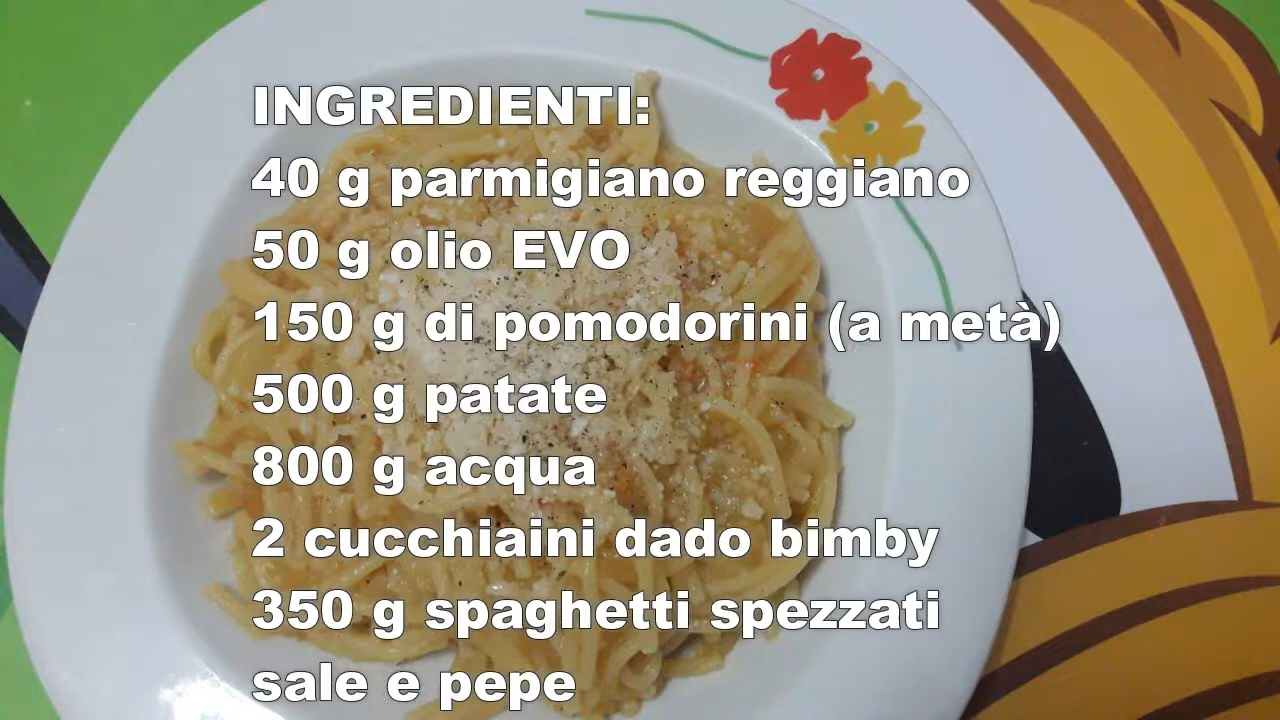 INGREDIENTI:
40 g parmigiano reggiano
50 g olio EVO
150 g di pomodorini (a metà)
500 g patate
800 g acqua
2 cucchiaini dado bimby
350 g spaghetti spezzati
sale e pepe